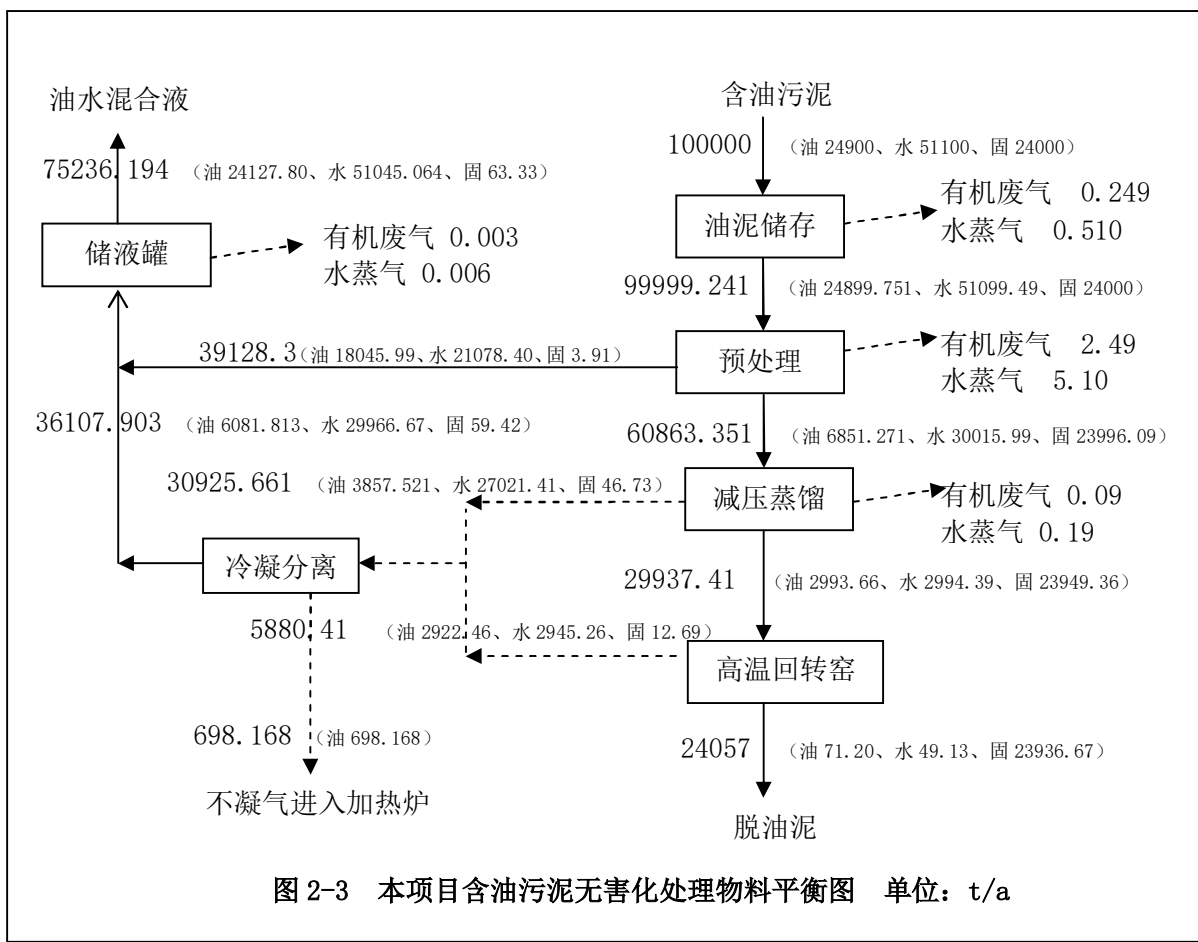 油水混合液
含油污泥
75236.194 （油 24127.80、水 51045.064、固 63.33）
100000 （油 24900、水 51100、固 24000）
储液罐
有机废气 0.003
水蒸气 0.006
油泥储存
有机废气 0.249
水蒸气 0.510
99999.241 （油 24899.751、水 51099.49、固 24000）
39128.3（油 18045.99、水 21078.40、固 3.91）
预处理
有机废气 2.49
水蒸气 5.10
36107.903 （油 6081.813、水 29966.67、固 59.42）
60863.351 （油 6851.271、水 30015.99、固 23996.09）
30925.661 （油 3857.521、水 27021.41、固 46.73）
减压蒸馏
有机废气 0.09
水蒸气 0.19
冷凝分离
29937.41 （油 2993.66、水 2994.39、固 23949.36）
5880.41 （油 2922.46、水 2945.26、固 12.69）
高温回转窑
698.168 （油 698.168）
24057 （油 71.20、水 49.13、固 23936.67）
不凝气进入加热炉
脱油泥
图 2-3 本项目含油污泥无害化处理物料平衡图 单位：t/a